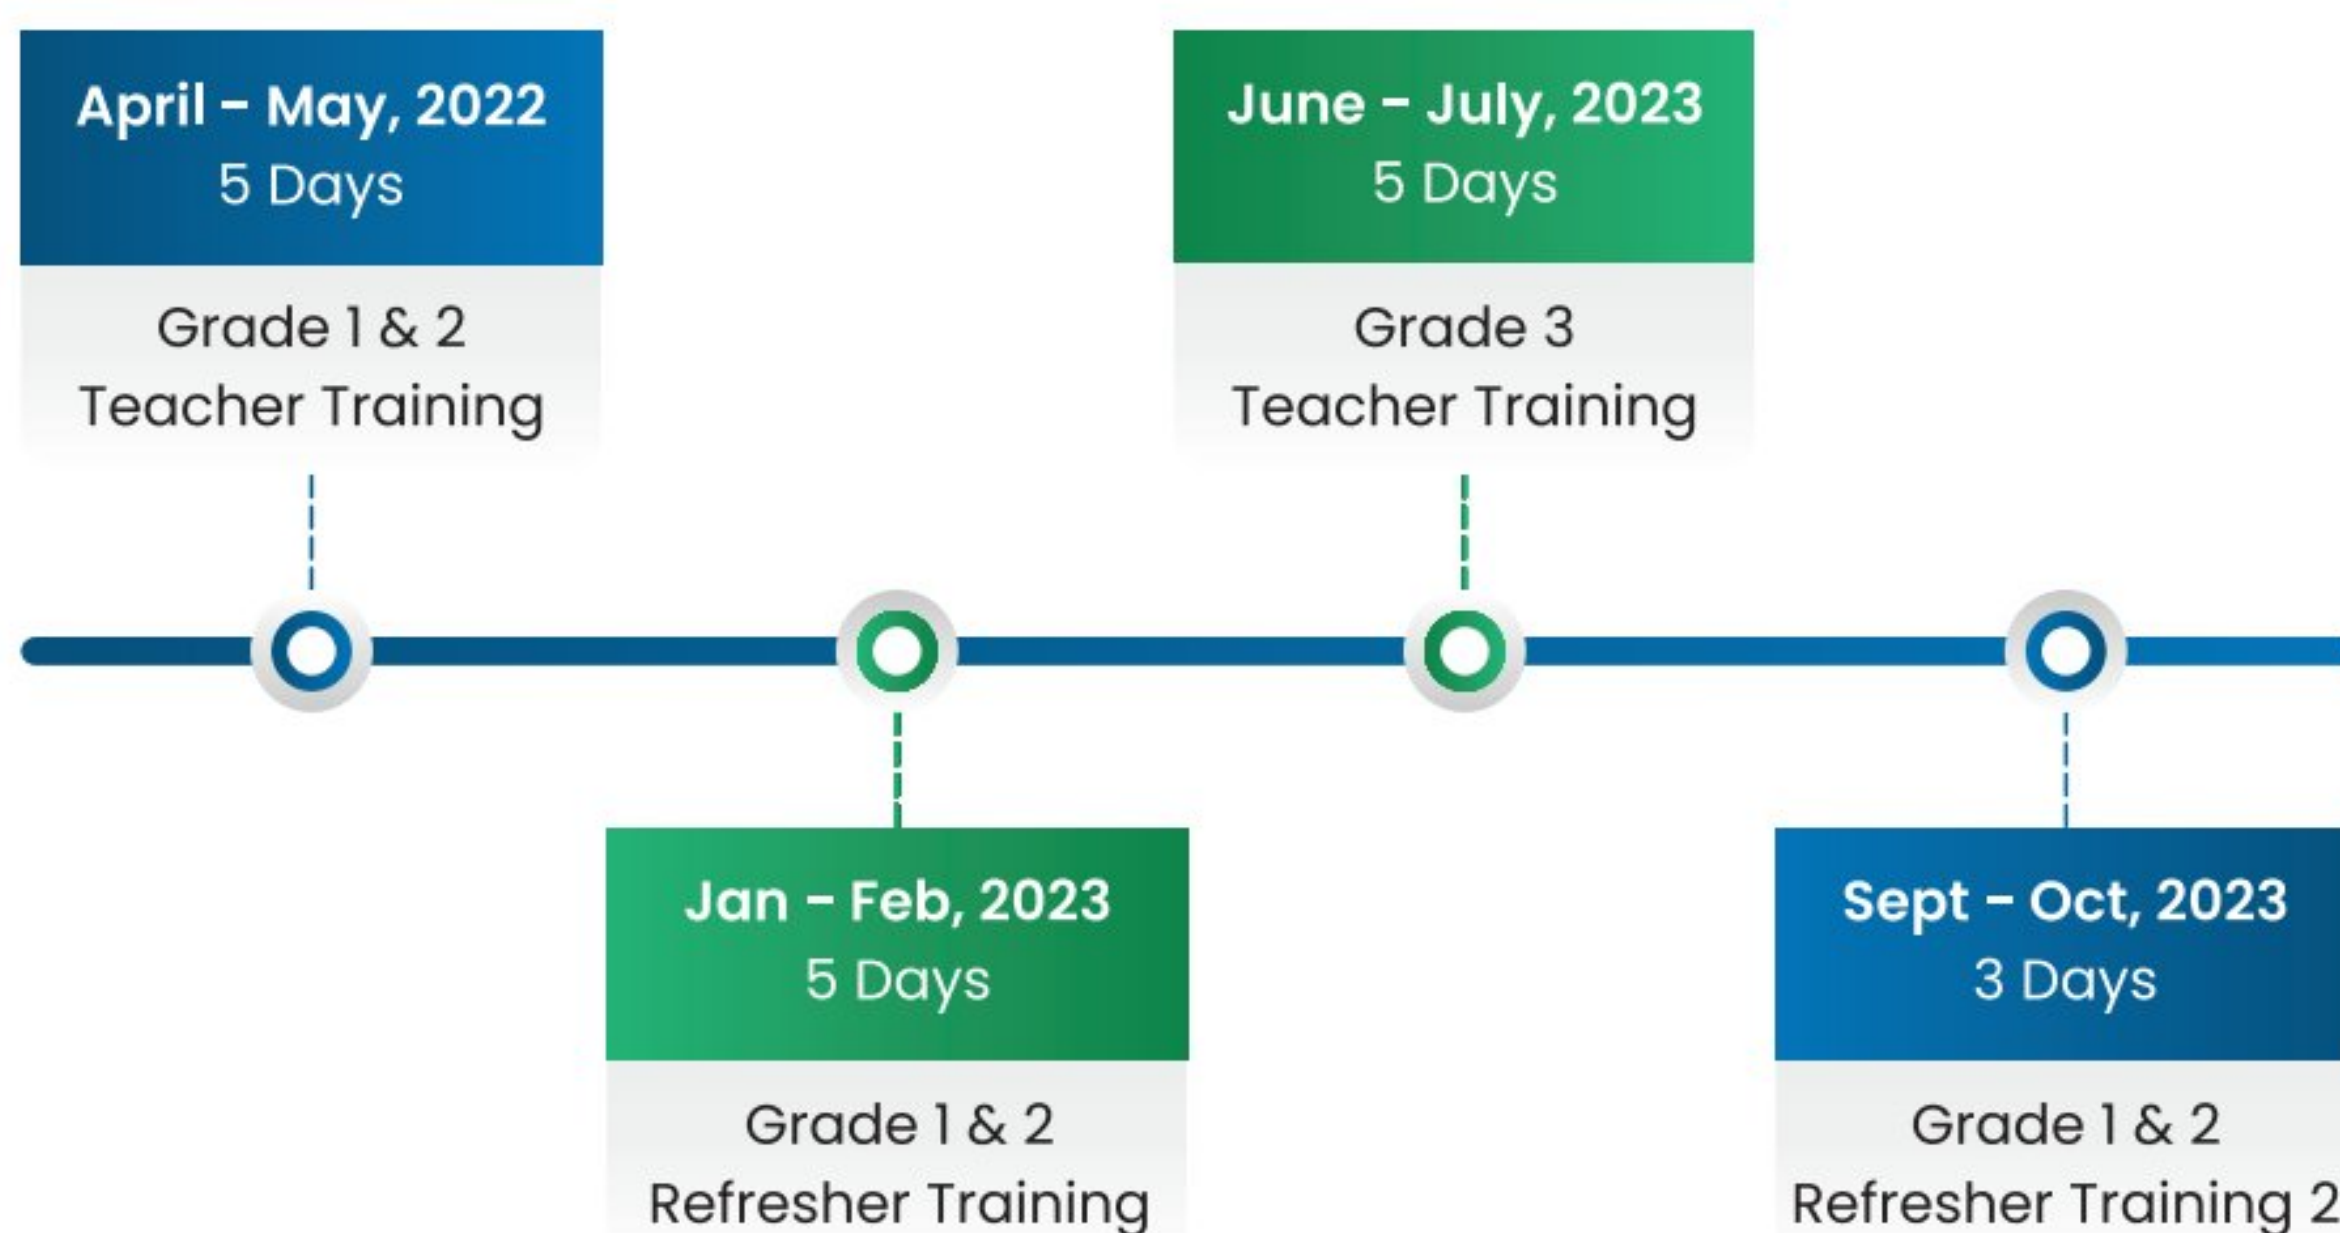 April – May, 2022
5 Days
Grade 1 & 2
Teacher Training
Jan – Feb, 2023
5 Days
Grade 1 & 2
Refresher Training
June – July, 2023
5 Days
Grade 3
Teacher Training
Sept – Oct, 2023
3 Days
Grade 1 & 2
Refresher Training 2